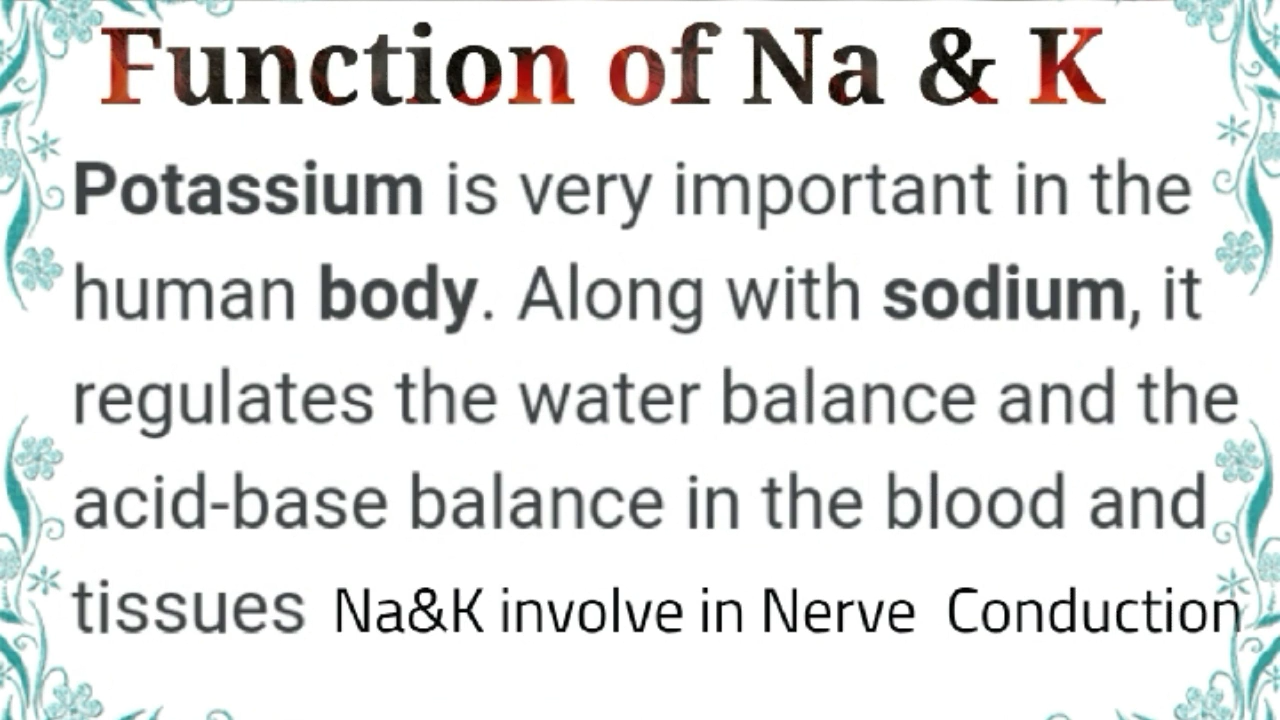 Function of Na & K
Potassium is very important in the
human body. Along with sodium, it
regulates the water balance and the
acid-base balance in the blood and
tissues Na&K involve in Nerve Conduction